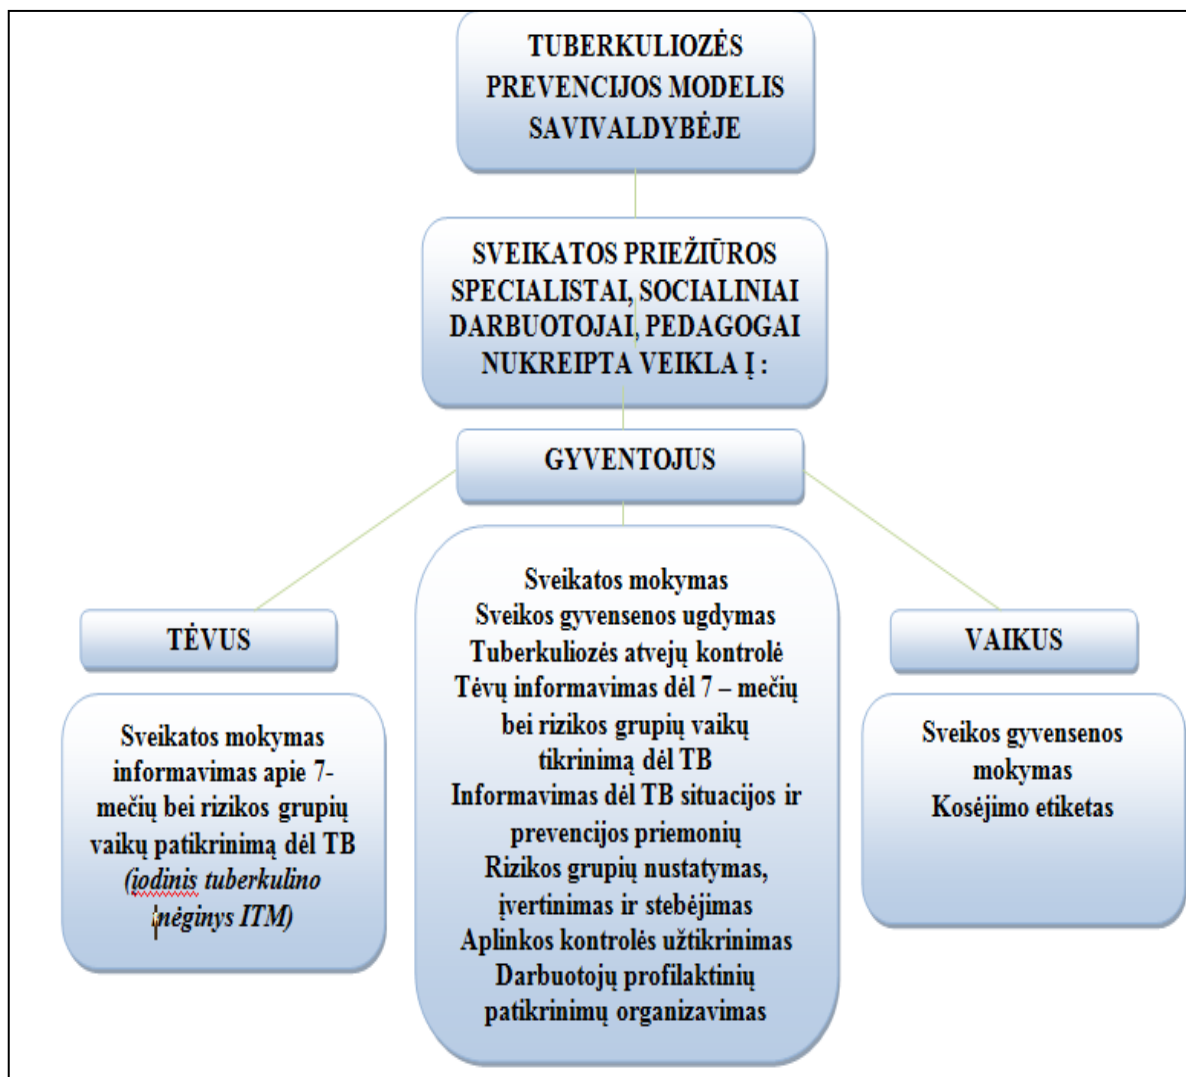 TUBERKULIOZĖS
PREVENCIJOS MODELIS
SAVIVALDYBĖJE
SVEIKATOS PRIEŽIŪROS
SPECIALISTAI, SOCIALINIAI
DARBUOTOJAI, PEDAGOGAI
NUKREIPTA VEIKLA Į :
GYVENTOJUS
TĖVUS
Sveikatos mokymas
informavimas apie 7-
mečių bei rizikos grupių
vaikų patikrinimą dėl TB
(įodinis tuberkulino
mėginys ITM)
Sveikatos mokymas
Sveikos gyvensenos ugdymas
Tuberkuliozės atvejų kontrolė
Tėvų informavimas dėl 7 – mečių
bei rizikos grupių vaikų
tikrinimą dėl TB
Informavimas dėl TB situacijos ir
prevencijos priemonių
Rizikos grupių nustatymas,
įvertinimas ir stebėjimas
Aplinkos kontrolės užtikrinimas
Darbuotojų profilaktinių
patikrinimų organizavimas
VAIKUS
Sveikos gyvensenos
mokymas
Kosėjimo etiketas